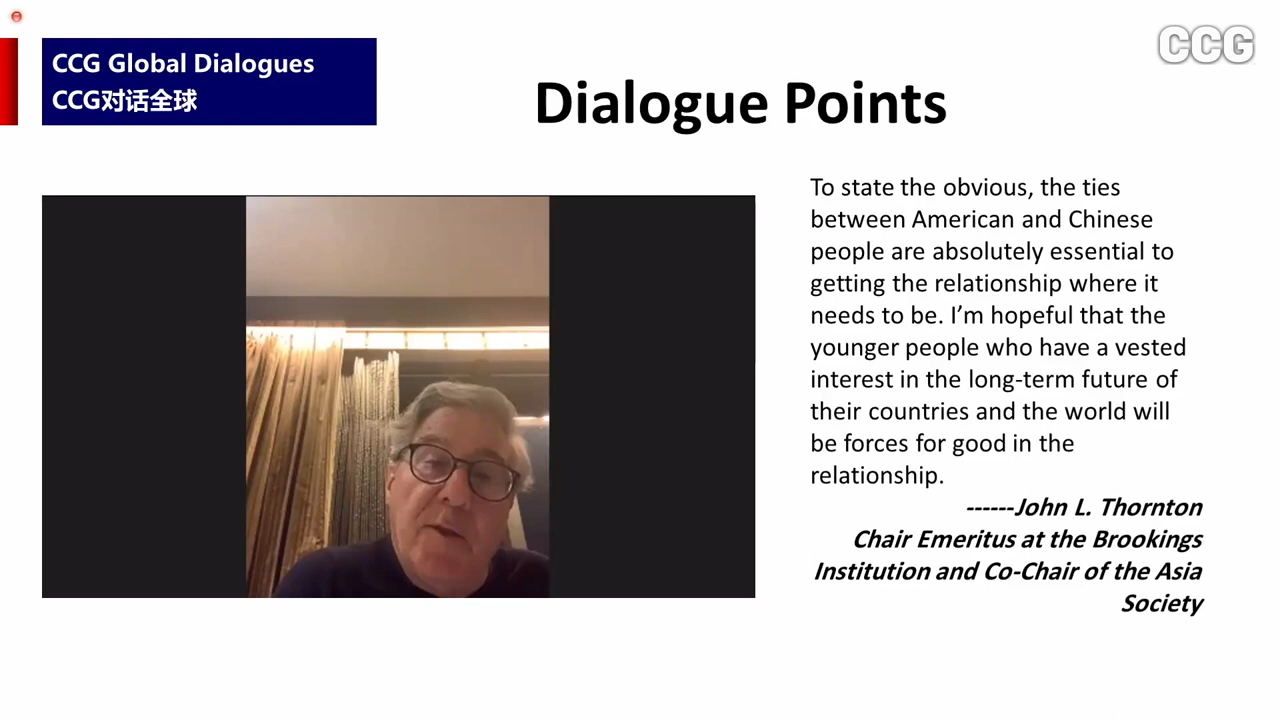 CCG
CCG Global Dialogues
CCG对话全球
Dialogue Points
To state the obvious, the ties
between American and Chinese
people are absolutely essential to
getting the relationship where it
needs to be. I’m hopeful that the
younger people who have a vested
interest in the long-term future of
their countries and the world will
be forces for good in the
relationship.
------John L. Thornton
Chair Emeritus at the Brookings
Institution and Co-Chair of the Asia
Society